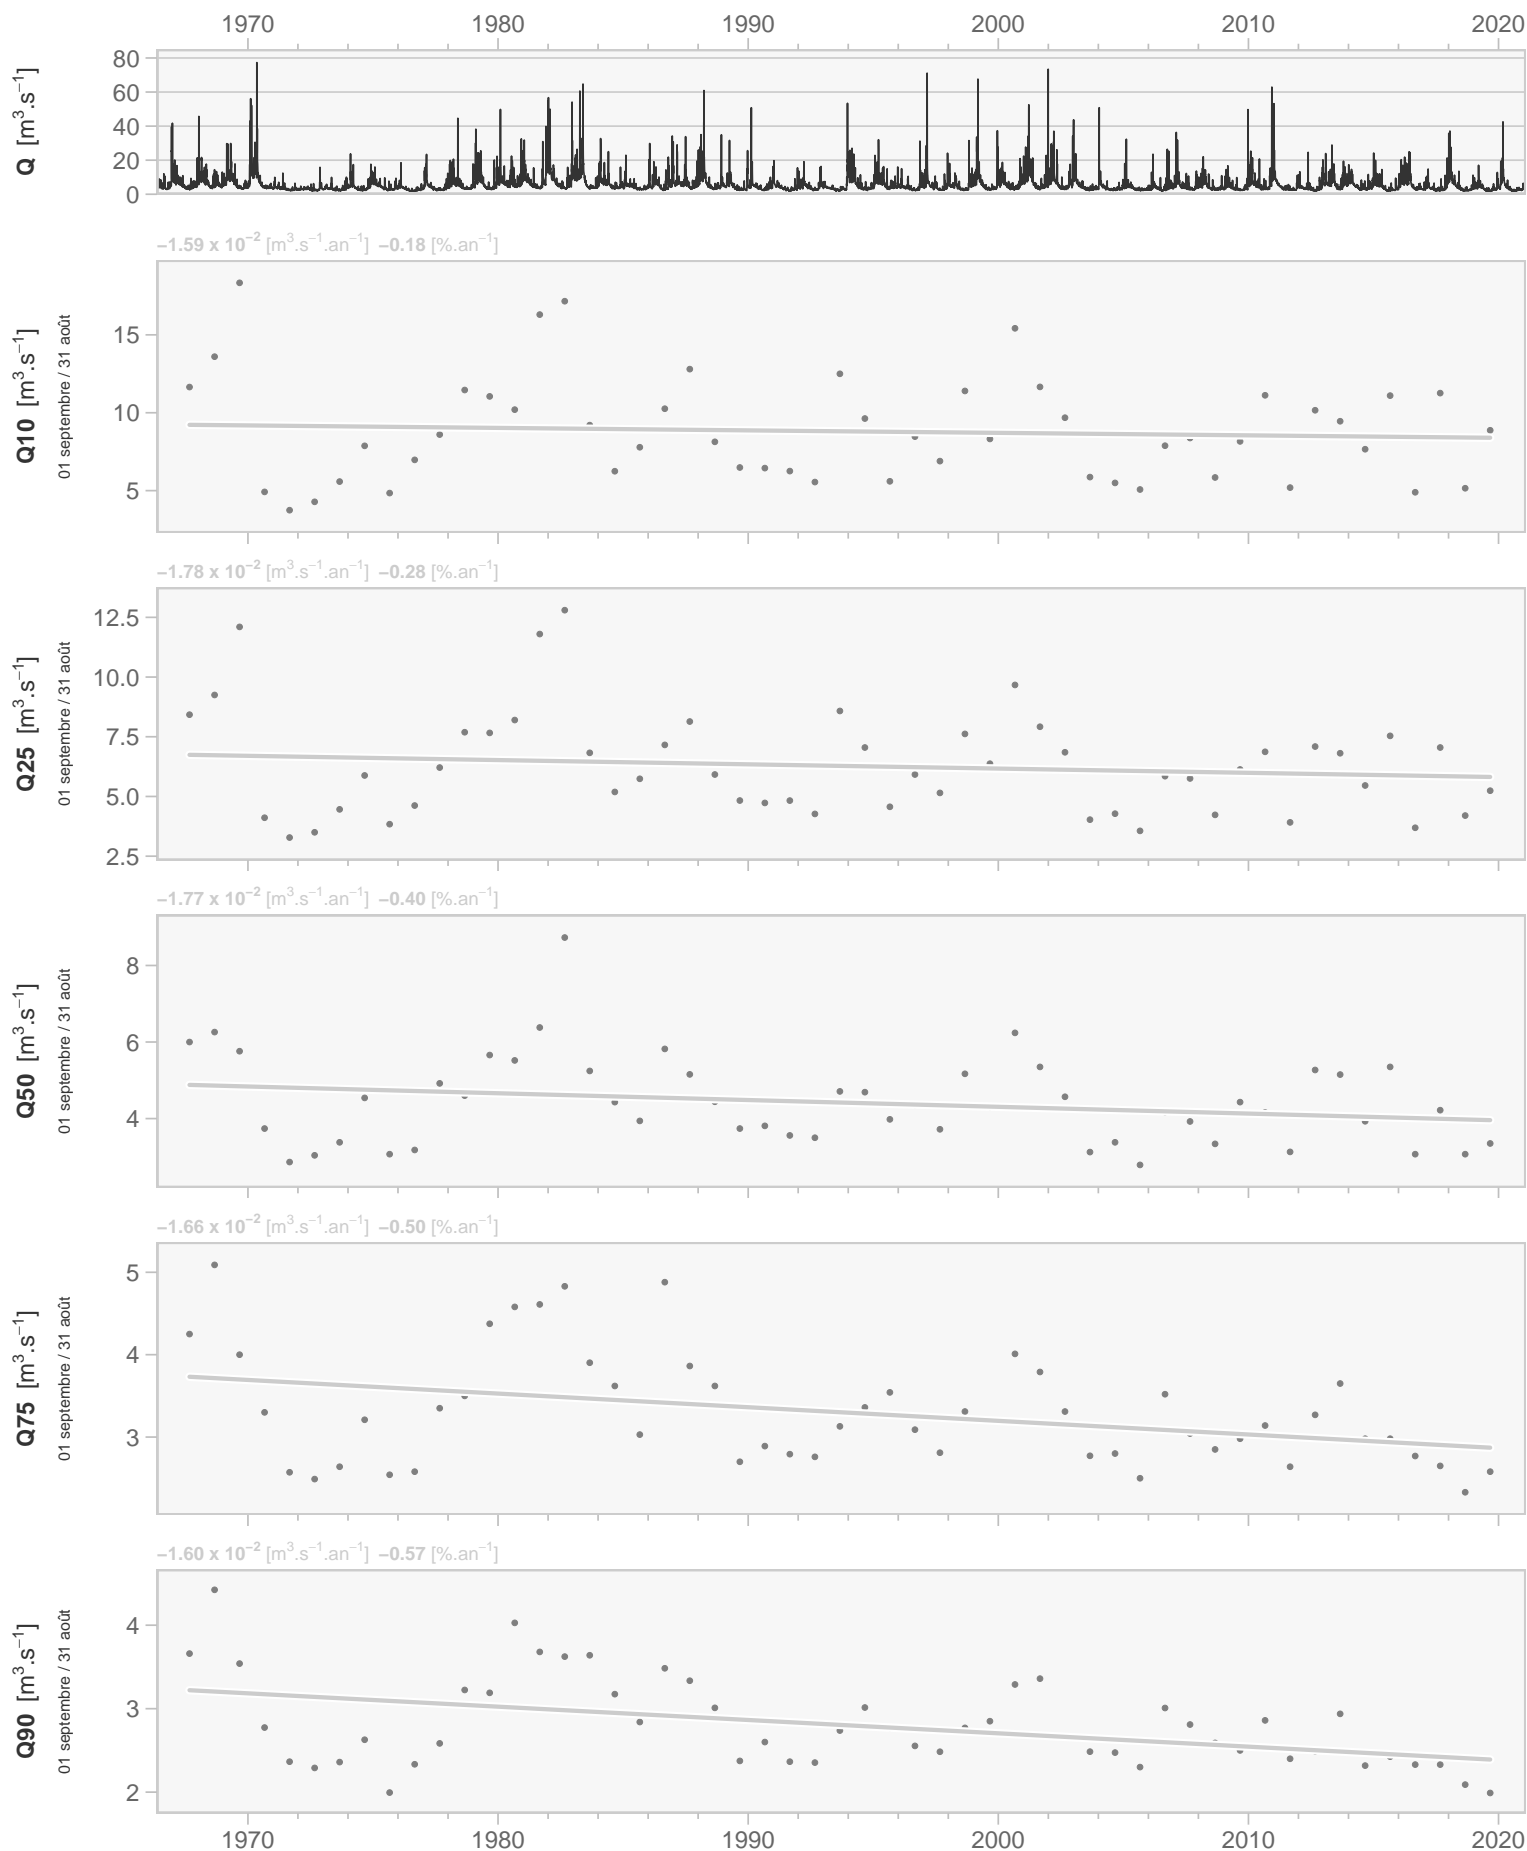 1970 1980 1990 2000 2010 2020
Q [m³.s⁻¹]
80
60
40
20
0
−1.59 x 10⁻² [m³.s⁻¹.an⁻¹] −0.18 [%.an⁻¹]
Q10 [m³.s⁻¹]
01 septembre / 31 août
15
10
5
−1.78 x 10⁻² [m³.s⁻¹.an⁻¹] −0.28 [%.an⁻¹]
Q25 [m³.s⁻¹]
01 septembre / 31 août
12.5
10.0
7.5
5.0
2.5
−1.77 x 10⁻² [m³.s⁻¹.an⁻¹] −0.40 [%.an⁻¹]
Q50 [m³.s⁻¹]
01 septembre / 31 août
8
6
4
−1.66 x 10⁻² [m³.s⁻¹.an⁻¹] −0.50 [%.an⁻¹]
Q75 [m³.s⁻¹]
01 septembre / 31 août
5
4
3
−1.60 x 10⁻² [m³.s⁻¹.an⁻¹] −0.57 [%.an⁻¹]
Q90 [m³.s⁻¹]
01 septembre / 31 août
4
3
2
1970 1980 1990 2000 2010 2020